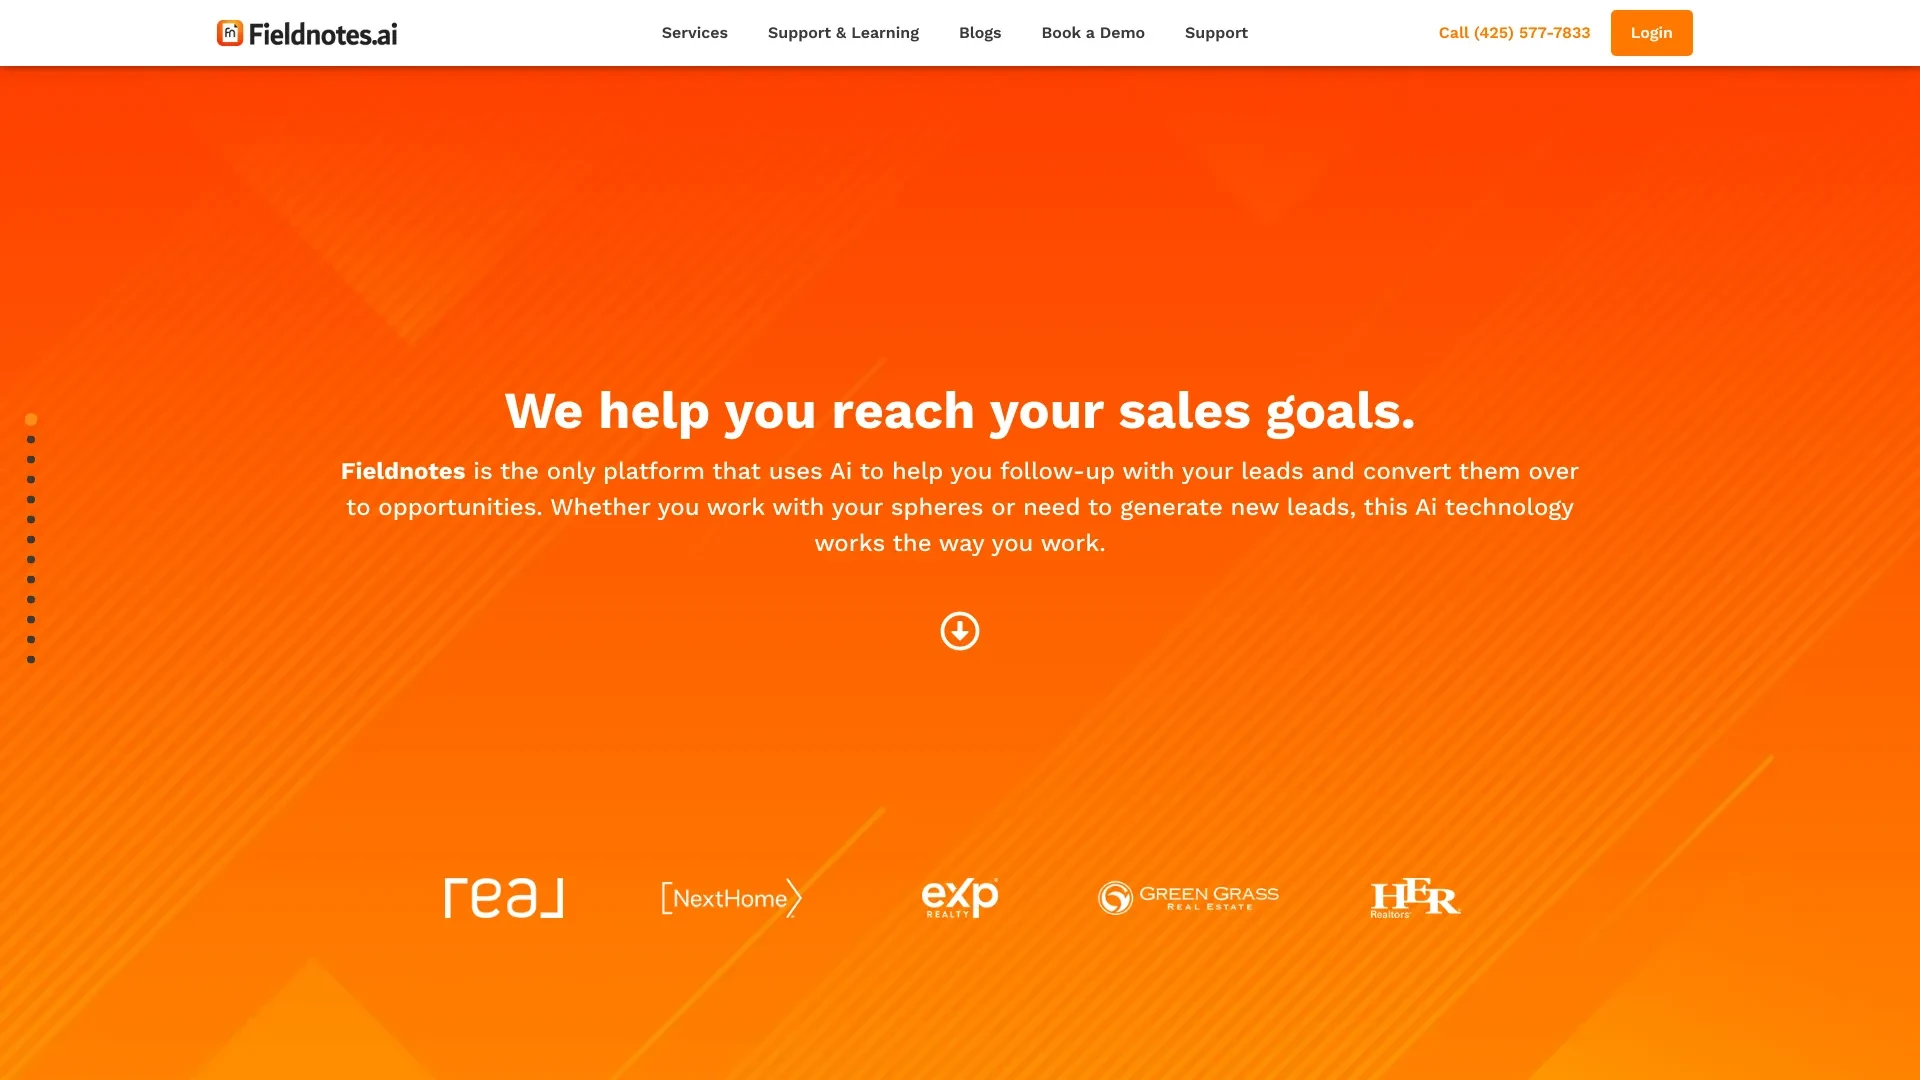 Fieldnotes.ai
Services
Support & Learning
Blogs
Book a Demo
Support
Call (425) 577-7833
Login
We help you reach your sales goals.
Fieldnotes is the only platform that uses Ai to help you follow-up with your leads and convert them over
to opportunities. Whether you work with your spheres or need to generate new leads, this Ai technology
works the way you work.
real
NextHome
eXp
REALTY
GREEN GRASS
REAL ESTATE
HER
Realtors